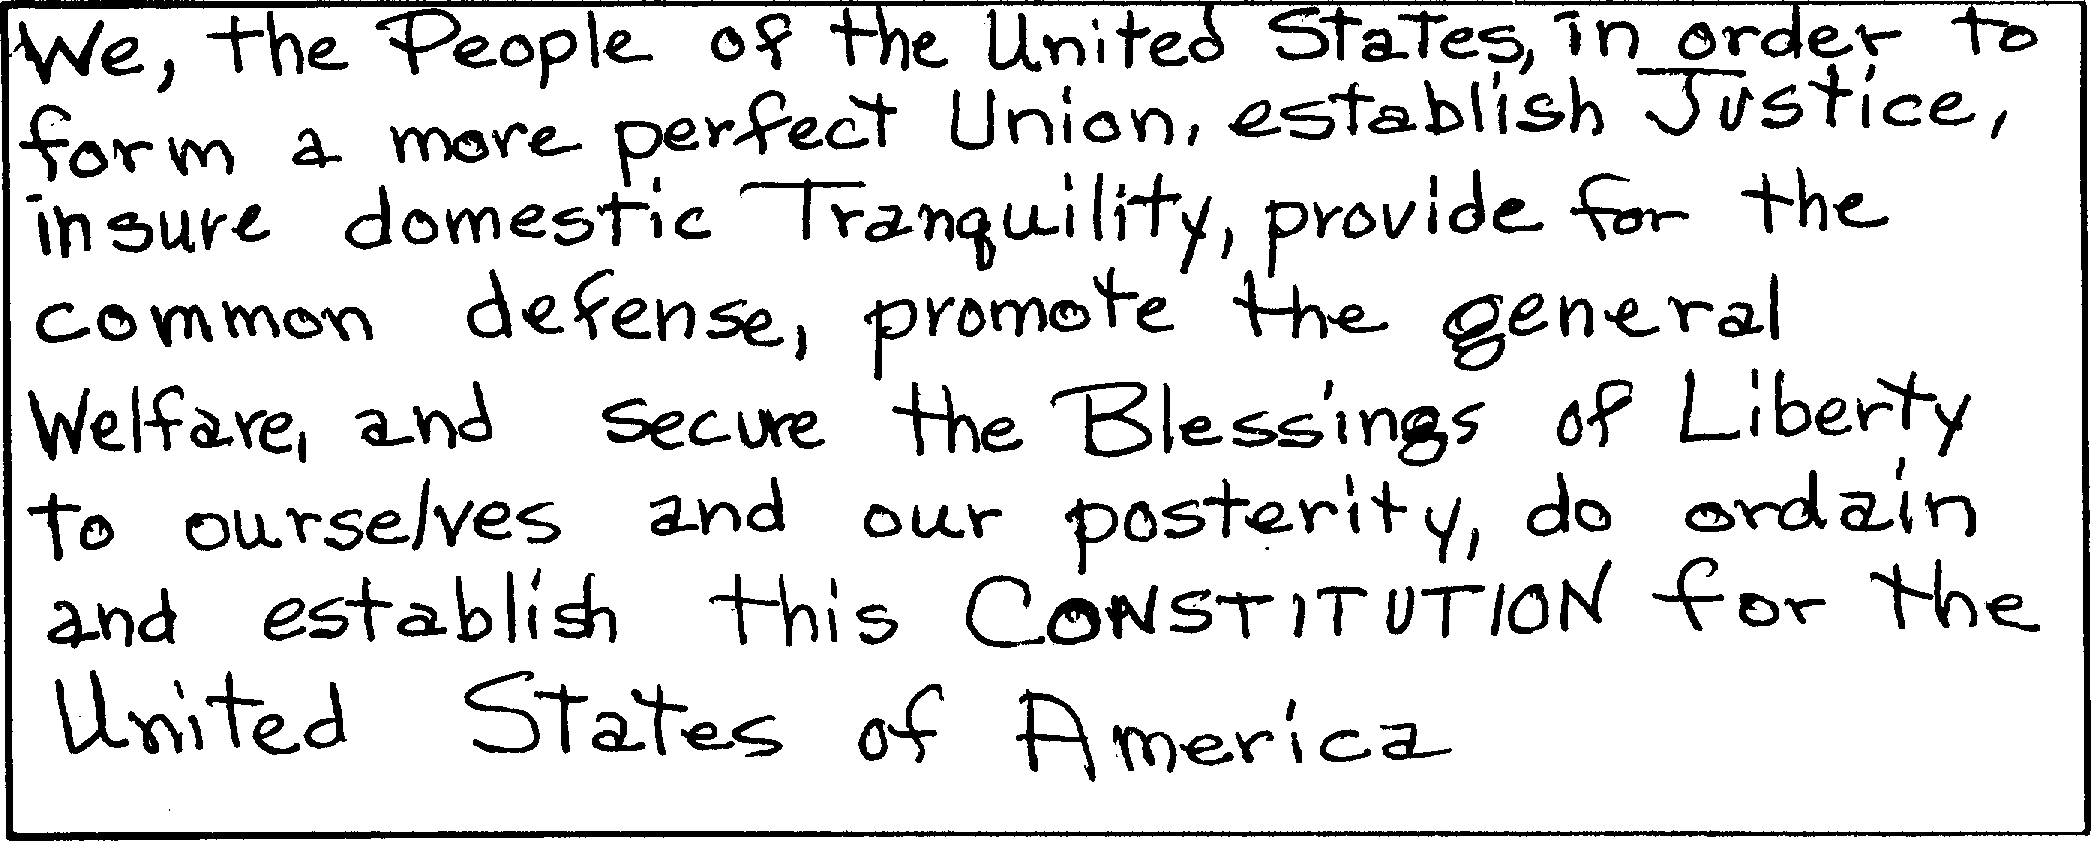 We, the People of the United States, in order to
form a more perfect Union, establish Justice,
insure domestic Tranquility, provide for the
common defense, promote the general
Welfare, and secure the Blessings of Liberty
to ourselves and our posterity, do ordain
and establish this CONSTITUTION for the
United States of America